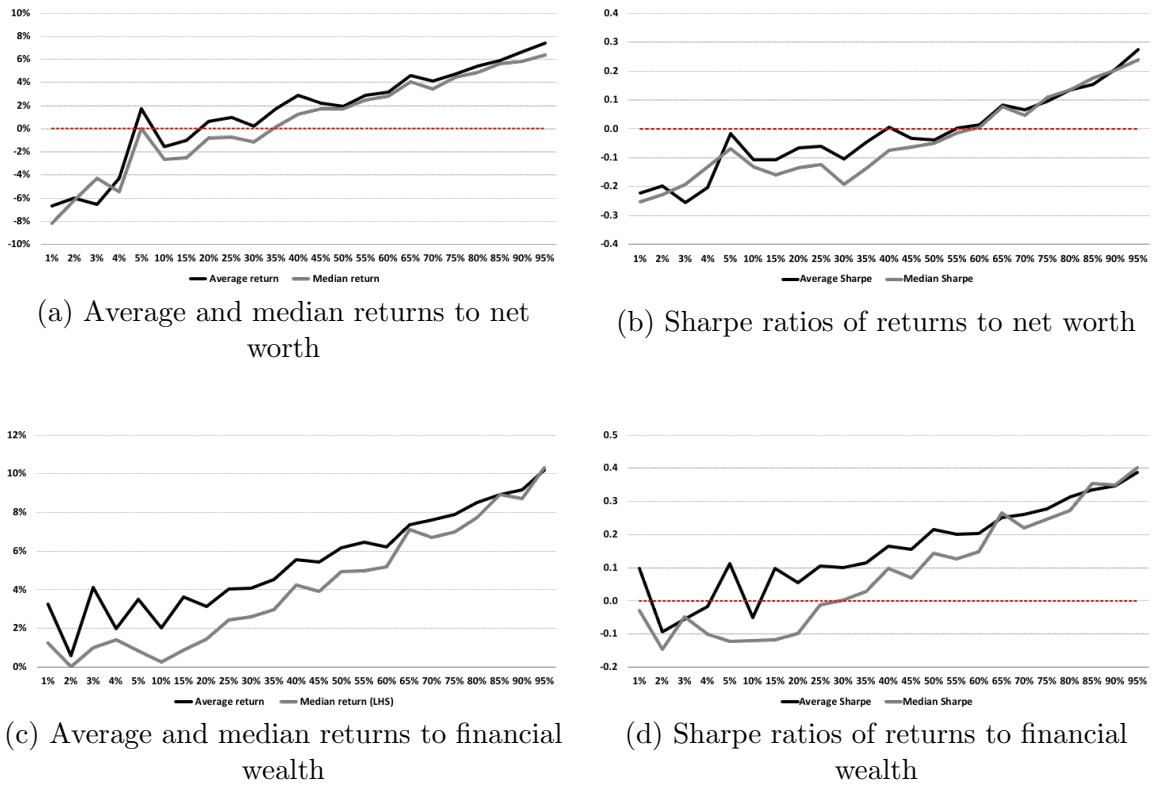 10%
8%
6%
4%
2%
0%
-2%
-4%
-6%
-8%
-10%
1% 2% 3% 4% 5% 10% 15% 20% 25% 30% 35% 40% 45% 50% 55% 60% 65% 70% 75% 80% 85% 90% 95%
Average return Median return
(a) Average and median returns to net
worth
0.4
0.3
0.2
0.1
0.0
-0.1
-0.2
-0.3
-0.4
1% 2% 3% 4% 5% 10% 15% 20% 25% 30% 35% 40% 45% 50% 55% 60% 65% 70% 75% 80% 85% 90% 95%
Average Sharpe Median Sharpe
(b) Sharpe ratios of returns to net worth
12%
10%
8%
6%
4%
2%
0%
1% 2% 3% 4% 5% 10% 15% 20% 25% 30% 35% 40% 45% 50% 55% 60% 65% 70% 75% 80% 85% 90% 95%
Average return Median return (LHS)
(c) Average and median returns to financial
wealth
0.5
0.4
0.3
0.2
0.1
0.0
-0.1
-0.2
1% 2% 3% 4% 5% 10% 15% 20% 25% 30% 35% 40% 45% 50% 55% 60% 65% 70% 75% 80% 85% 90% 95%
Average Sharpe Median Sharpe
(d) Sharpe ratios of returns to financial
wealth